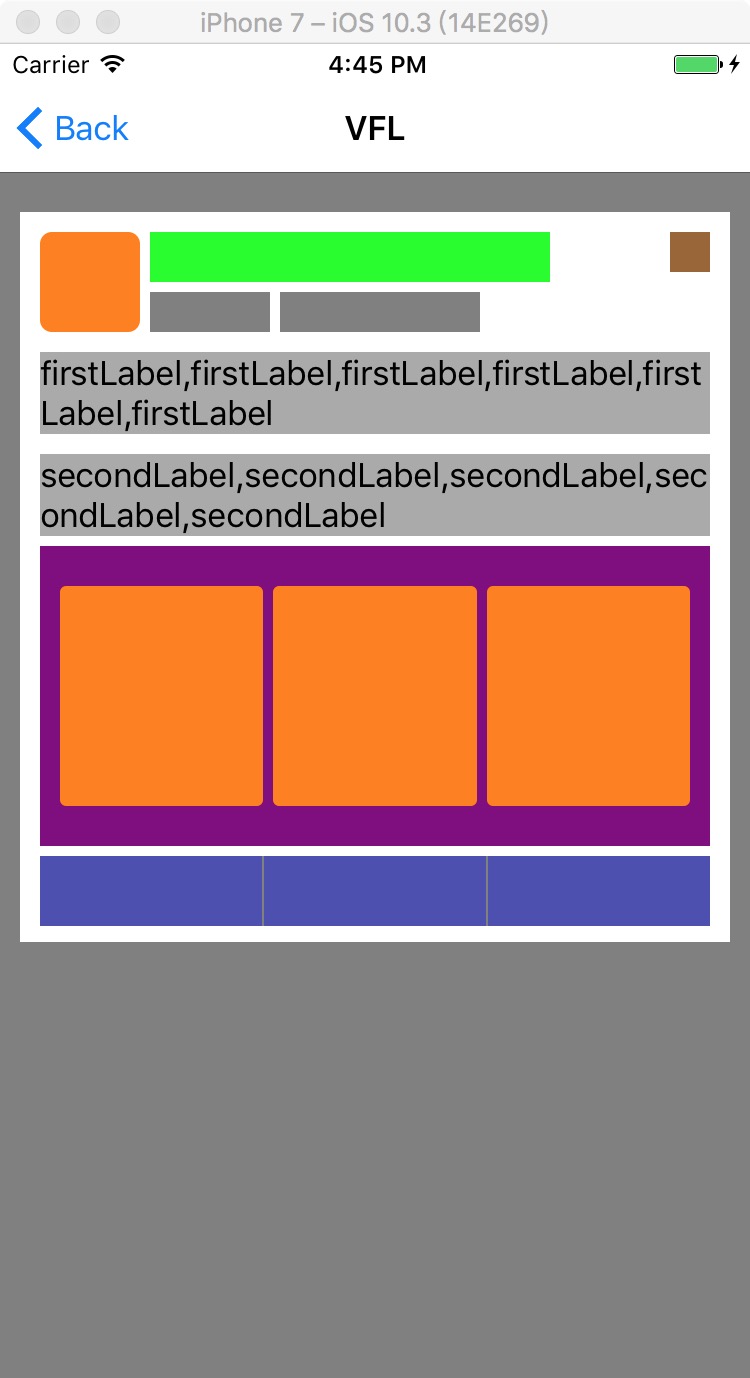 iPhone 7 – iOS 10.3 (14E269)
Carrier 4:45 PM
Back VFL
firstLabel,firstLabel,firstLabel,firstLabel,first
Label,firstLabel
secondLabel,secondLabel,secondLabel,sec
ondLabel,secondLabel